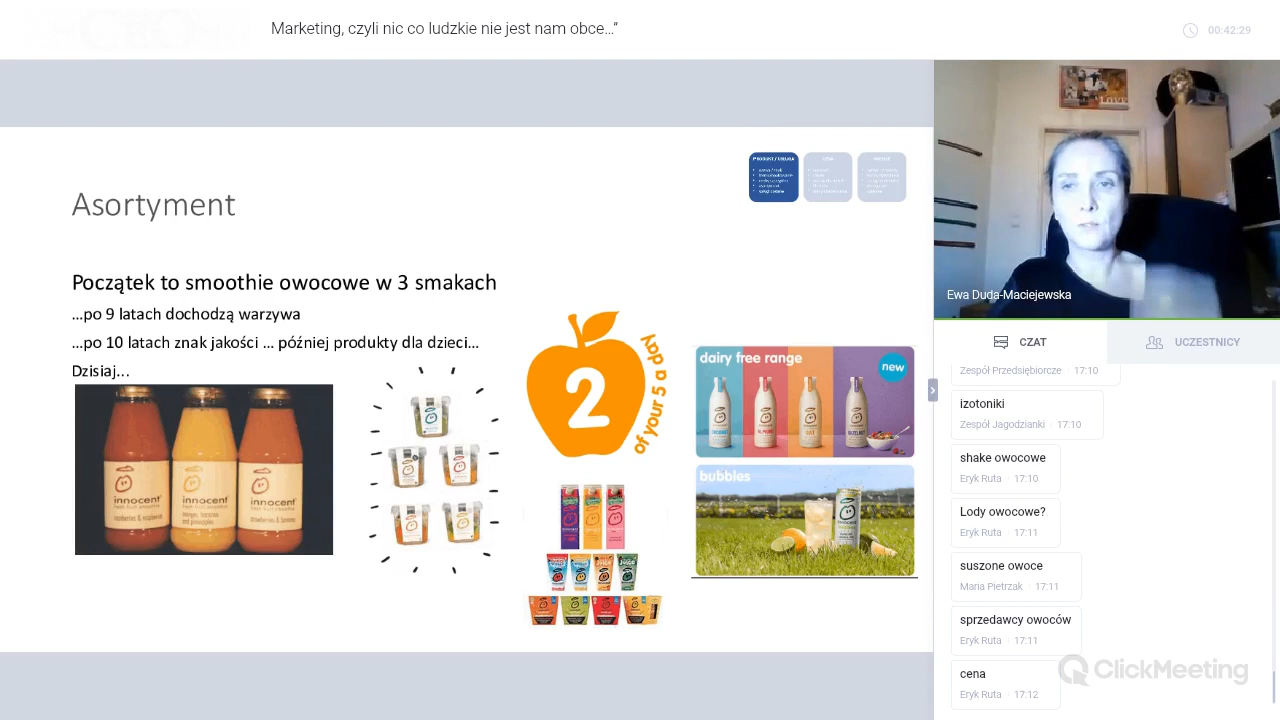 Marketing, czyli nic co ludzkie nie jest nam obce..."
00:42:29
PRODUKT / USŁUGA
CENA
Asortyment
Początek to smoothie owocowe w 3 smakach
...po 9 latach dochodzą warzywa
...po 10 latach znak jakości ... później produkty dla dzieci...
Dzisiaj...
innocent
innocent
innocent
2
of your 5 a day
dairy free range
new
bubbles
Ewa Duda-Maciejewska
CZAT
UCZESTNICY
Zespół Przedsiębiorcze 17:10
izotoniki
Zespół Jagodzianki 17:10
shake owocowe
Eryk Ruta 17:10
Lody owocowe?
Eryk Ruta 17:11
suszone owoce
Maria Pietrzak 17:11
sprzedawcy owoców
Eryk Ruta 17:11
cena
Eryk Ruta 17:12
ClickMeeting